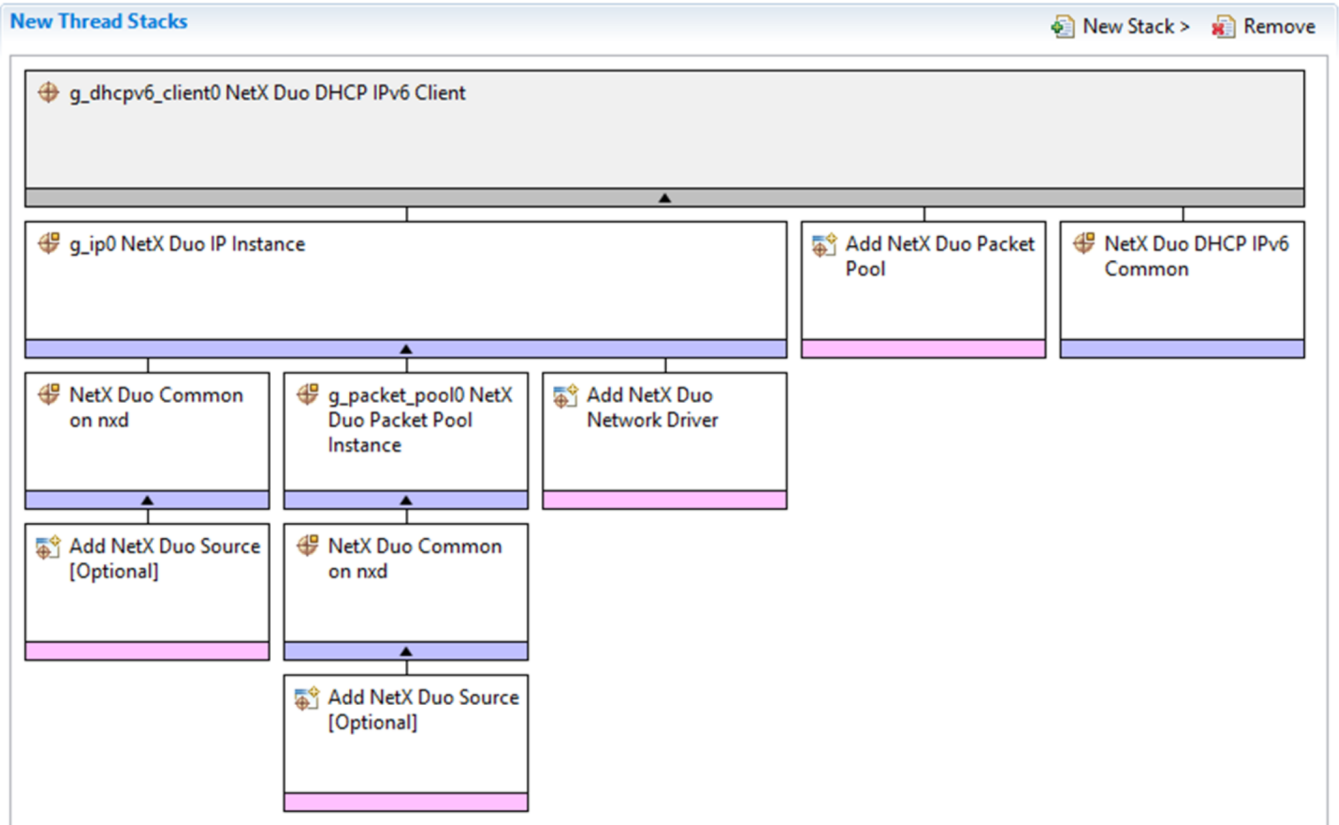 New Thread Stacks
New Stack >
Remove
g_dhcpv6_client0 NetX Duo DHCP IPv6 Client
g_ip0 NetX Duo IP Instance
Add NetX Duo Packet
Pool
NetX Duo DHCP IPv6
Common
NetX Duo Common
on nxd
g_packet_pool0 NetX
Duo Packet Pool
Instance
Add NetX Duo
Network Driver
Add NetX Duo Source
[Optional]
NetX Duo Common
on nxd
Add NetX Duo Source
[Optional]